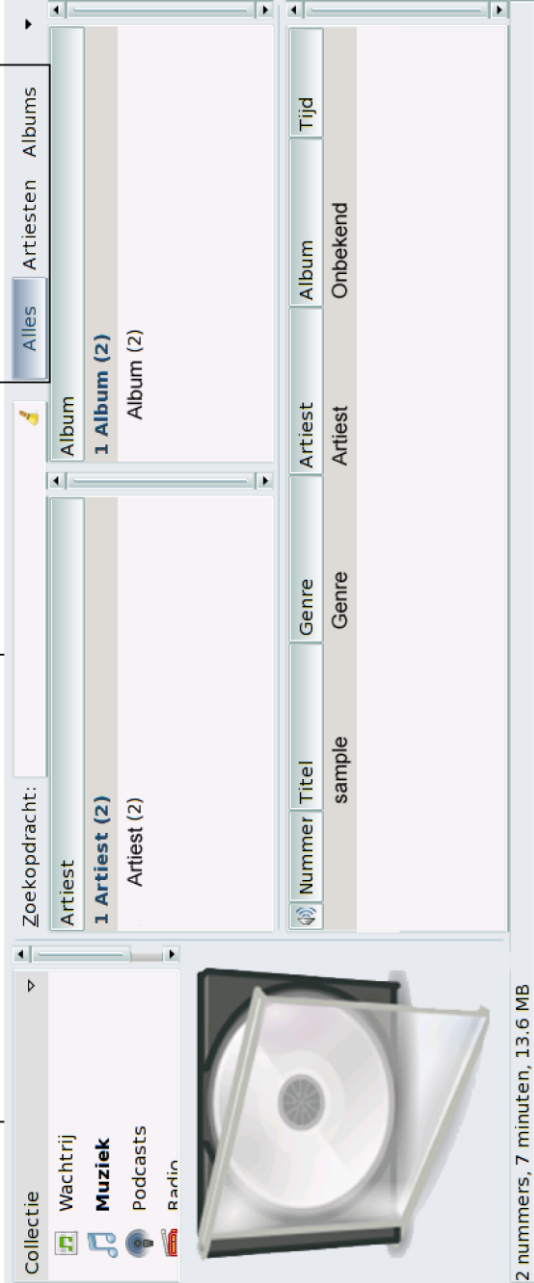 Collectie
Wachtrij
Muziek
Podcasts
Radio
Zoekopdracht:
Alles Artiesten Albums
Artiest
1 Artiest (2)
Artiest (2)
Album
1 Album (2)
Album (2)
Nummer Titel Genre Artiest Album Tijd
sample Genre Artiest Onbekend
2 nummers, 7 minuten, 13.6 MB